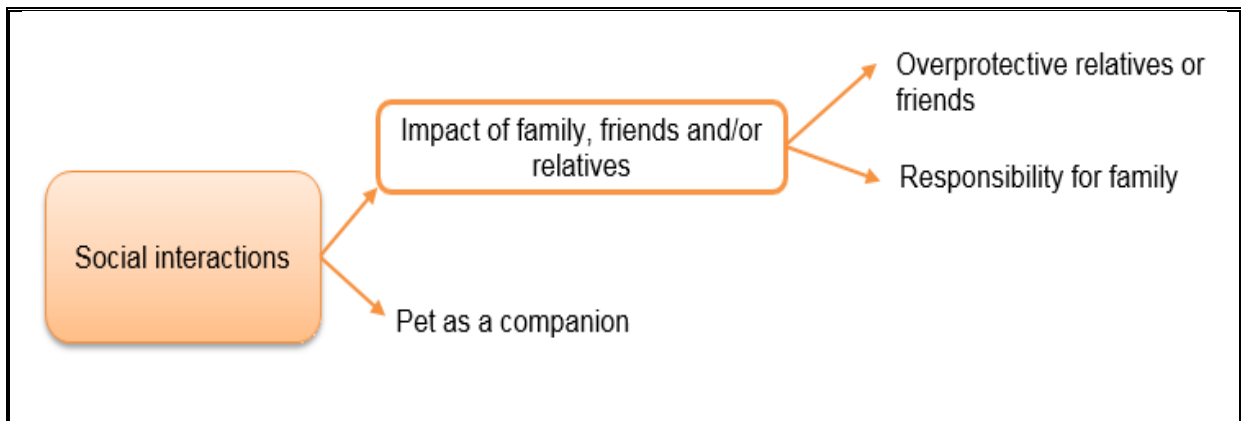 Overprotective relatives or
friends
Impact of family, friends and/or
relatives
Responsibility for family
Social interactions
Pet as a companion